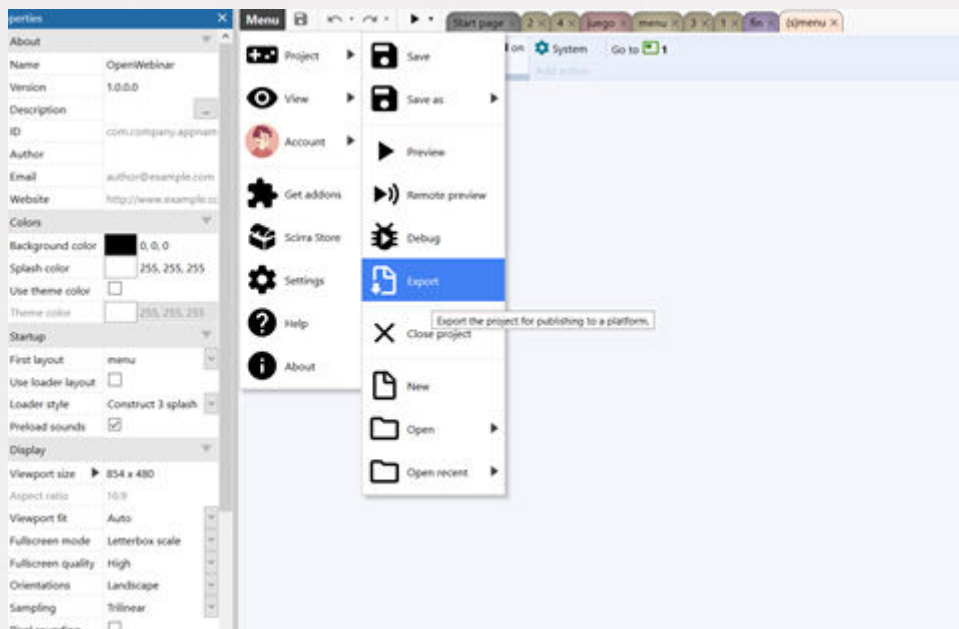 perties
About
Name OpenWebinar
Version 1.0.0.0
Description ...
ID com.company.appnam
Author
Email author@example.com
Website http://www.example.cc
Colors
Background color 0, 0, 0
Splash color 255, 255, 255
Use theme color
Theme color 255, 255, 255
Startup
First layout menu
Use loader layout
Loader style Construct 3 splash
Preload sounds
Display
Viewport size 854 x 480
Aspect ratio 16:9
Viewport fit Auto
Fullscreen mode Letterbox scale
Fullscreen quality High
Orientations Landscape
Sampling Trilinear
Pixel rounding
Menu
Start page 2 4 juego menu 3 1 fin (s)menu
Project
View
Account
Get addons
Scirra Store
Settings
Help
About
Save
Save as
Preview
Remote preview
Debug
Export
Export the project for publishing to a platform.
Close project
New
Open
Open recent
on System Go to 1
Add action